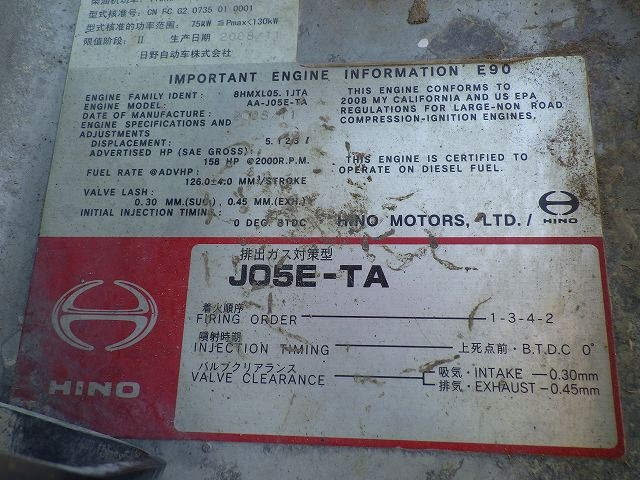 型式核准号: CN FC G2 0735 01 0001
型式核准的功率范围: 75kW ≦Pmax<130kW
限值阶段: II 生产日期 2008
日野自动车株式会社
IMPORTANT ENGINE INFORMATION E90
ENGINE FAMILY IDENT: 8HMXL05.1JTA
ENGINE MODEL: AA-J05E-TA
DATE OF MANUFACTURE: 2008
ENGINE SPECIFICATIONS AND
ADJUSTMENTS
DISPLACEMENT: 5.123 ℓ
ADVERTISED HP (SAE GROSS):
158 HP @2000R.P.M.
FUEL RATE @ADVHP:
126.0±4.0 MM³/STROKE
VALVE LASH:
0.30 MM.(SUC), 0.45 MM.(EXH.)
INITIAL INJECTION TIMING:
0 DEG. BTDC
THIS ENGINE CONFORMS TO
2008 MY CALIFORNIA AND US EPA
REGULATIONS FOR LARGE-NON ROAD
COMPRESSION-IGNITION ENGINES.
THIS ENGINE IS CERTIFIED TO
OPERATE ON DIESEL FUEL.
HINO MOTORS, LTD./ HINO
排出ガス対策型
J05E-TA
着火順序
FIRING ORDER 1-3-4-2
噴射時期
INJECTION TIMING 上死点前・B.T.D.C 0°
バルブクリアランス
VALVE CLEARANCE
吸気・INTAKE －0.30mm
排気・EXHAUST－0.45mm
HINO